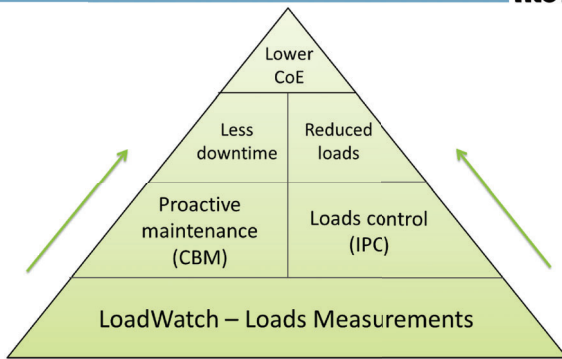 Lower
CoE
Less
downtime
Reduced
loads
Proactive
maintenance
(CBM)
Loads control
(IPC)
LoadWatch – Loads Measurements